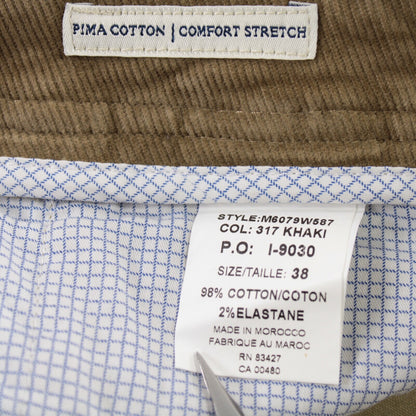 PIMA COTTON | COMFORT STRETCH
STYLE:M6079W587
COL: 317 KHAKI
P.O: I-9030
SIZE/TAILLE: 38
98% COTTON/COTON
2%ELASTANE
MADE IN MOROCCO
FABRIQUE AU MAROC
RN 83427
CA 00480